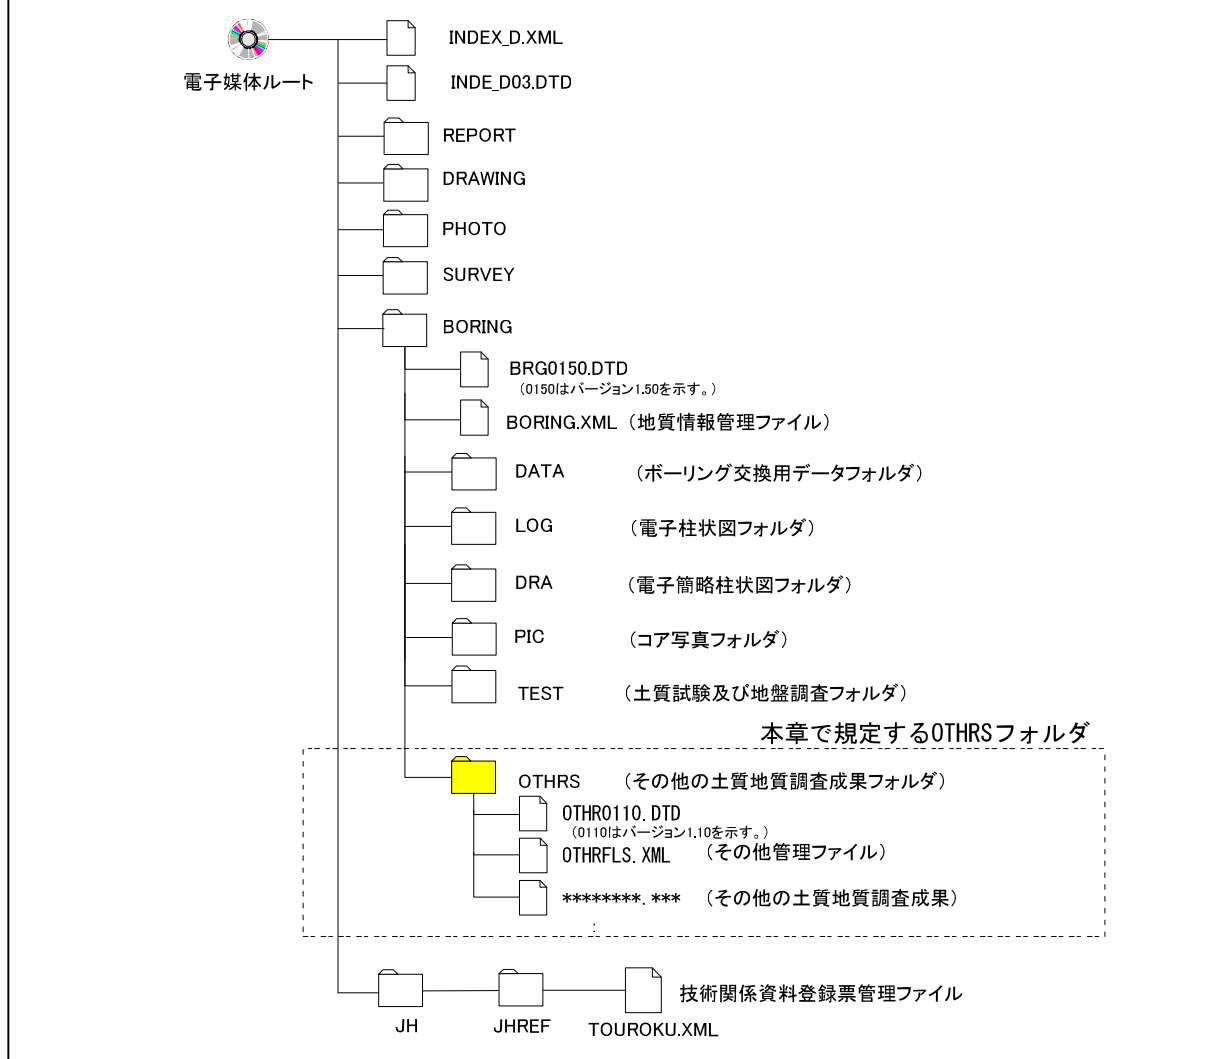 INDEX_D.XML
電子媒体ルート
INDE_D03.DTD
REPORT
DRAWING
PHOTO
SURVEY
BORING
BRG0150.DTD
（0150はバージョン1.50を示す。）
BORING.XML（地質情報管理ファイル）
DATA （ボーリング交換用データフォルダ）
LOG （電子柱状図フォルダ）
DRA （電子簡略柱状図フォルダ）
PIC （コア写真フォルダ）
TEST （土質試験及び地盤調査フォルダ）
本章で規定するOTHRSフォルダ
OTHRS （その他の土質地質調査成果フォルダ）
OTHR0110.DTD
（0110はバージョン1.10を示す。）
OTHRFLS.XML （その他管理ファイル）
********.*** （その他の土質地質調査成果）
:
技術関係資料登録票管理ファイル
JH JHREF TOUROKU.XML